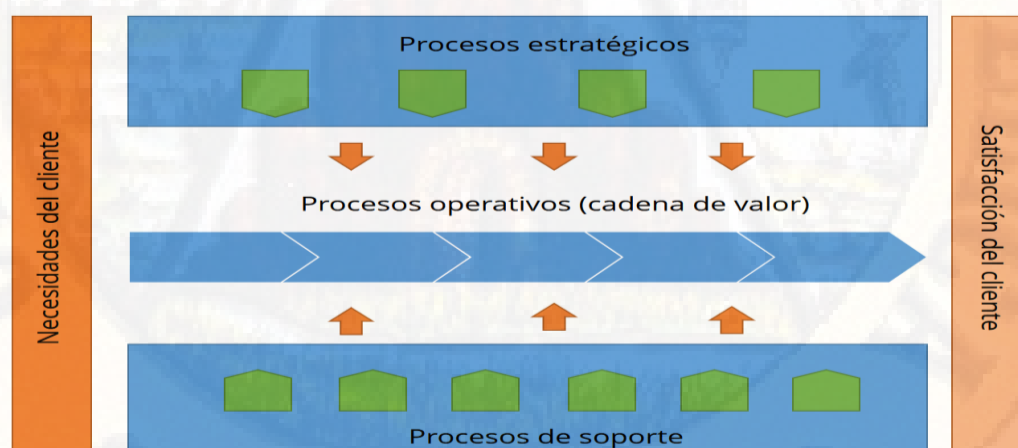 Necesidades del cliente
Procesos estratégicos
Procesos operativos (cadena de valor)
Procesos de soporte
Satisfacción del cliente